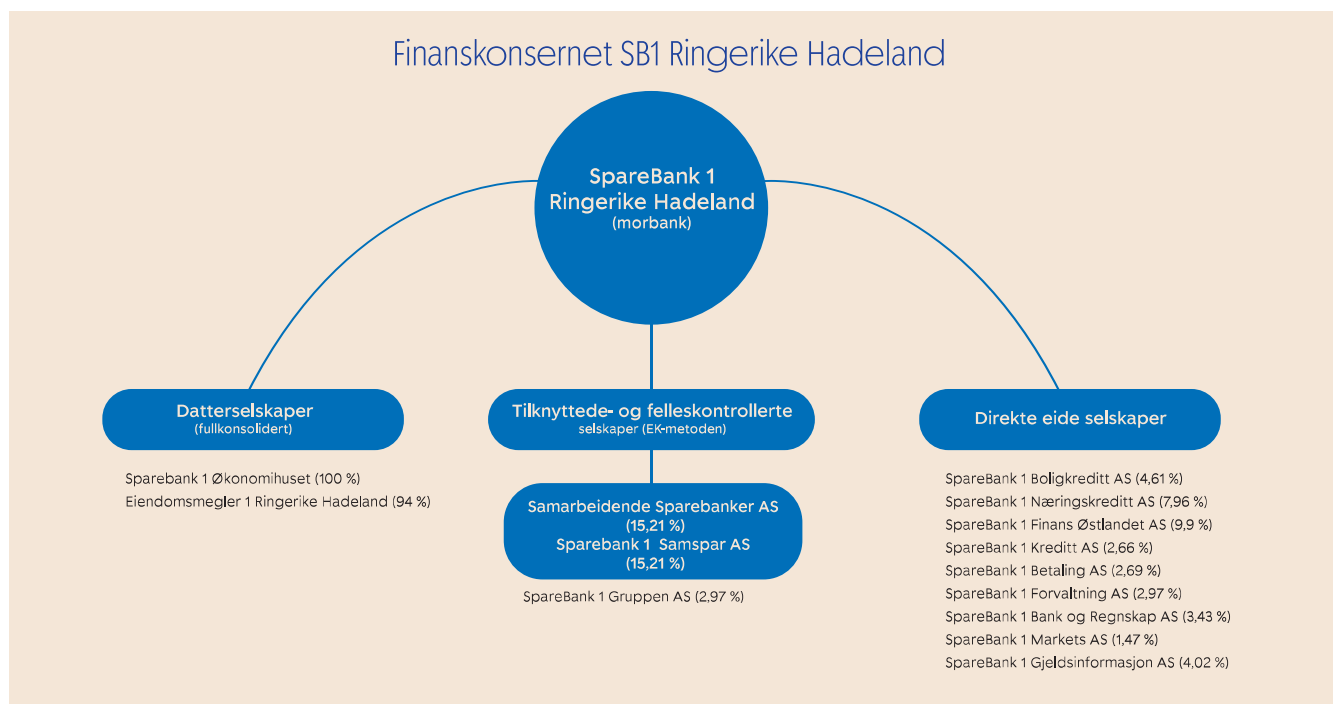 Finanskonsernet SB1 Ringerike Hadeland
SpareBank 1
Ringerike Hadeland
(morbank)
Datterselskaper
(fullkonsolidert)
Sparebank 1 Økonomihuset (100 %)
Eiendomsmegler 1 Ringerike Hadeland (94 %)
Tilknyttede- og felleskontrollerte
selskaper (EK-metoden)
Samarbeidende Sparebanker AS
(15,21 %)
Sparebank 1 Samspar AS
(15,21 %)
SpareBank 1 Gruppen AS (2,97 %)
Direkte eide selskaper
SpareBank 1 Boligkreditt AS (4,61 %)
SpareBank 1 Næringskreditt AS (7,96 %)
SpareBank 1 Finans Østlandet AS (9,9 %)
SpareBank 1 Kreditt AS (2,66 %)
SpareBank 1 Betaling AS (2,69 %)
SpareBank 1 Forvaltning AS (2,97 %)
SpareBank 1 Bank og Regnskap AS (3,43 %)
SpareBank 1 Markets AS (1,47 %)
SpareBank 1 Gjeldsinformasjon AS (4,02 %)